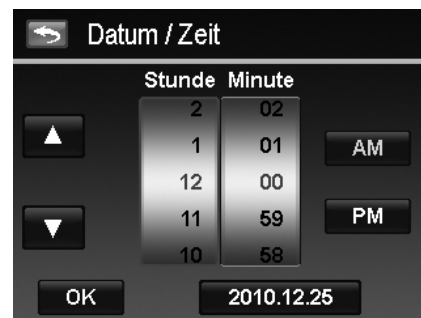 Datum / Zeit
Stunde Minute
2 02
1 01 AM
12 00
11 59 PM
10 58
OK 2010.12.25